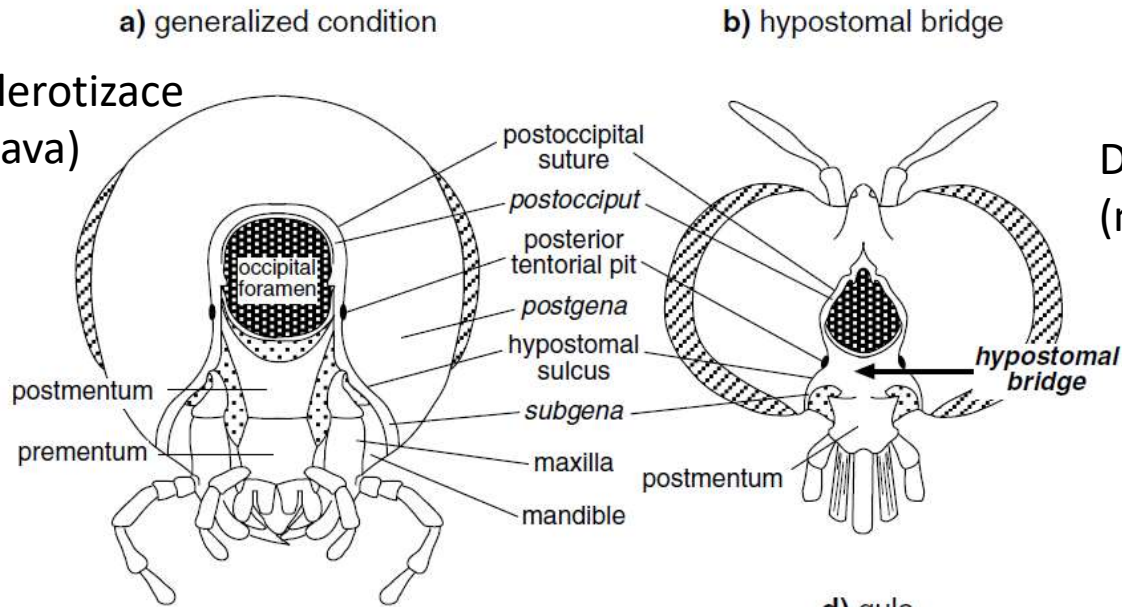 a) generalized condition
b) hypostomal bridge
lerotizace
ava)
D
(r
postoccipital
suture
postocciput
posterior
tentorial pit
postgena
hypostomal
sulcus
subgena
maxilla
mandible
occipital
foramen
postmentum
prementum
hypostomal
bridge
postmentum
d) gula